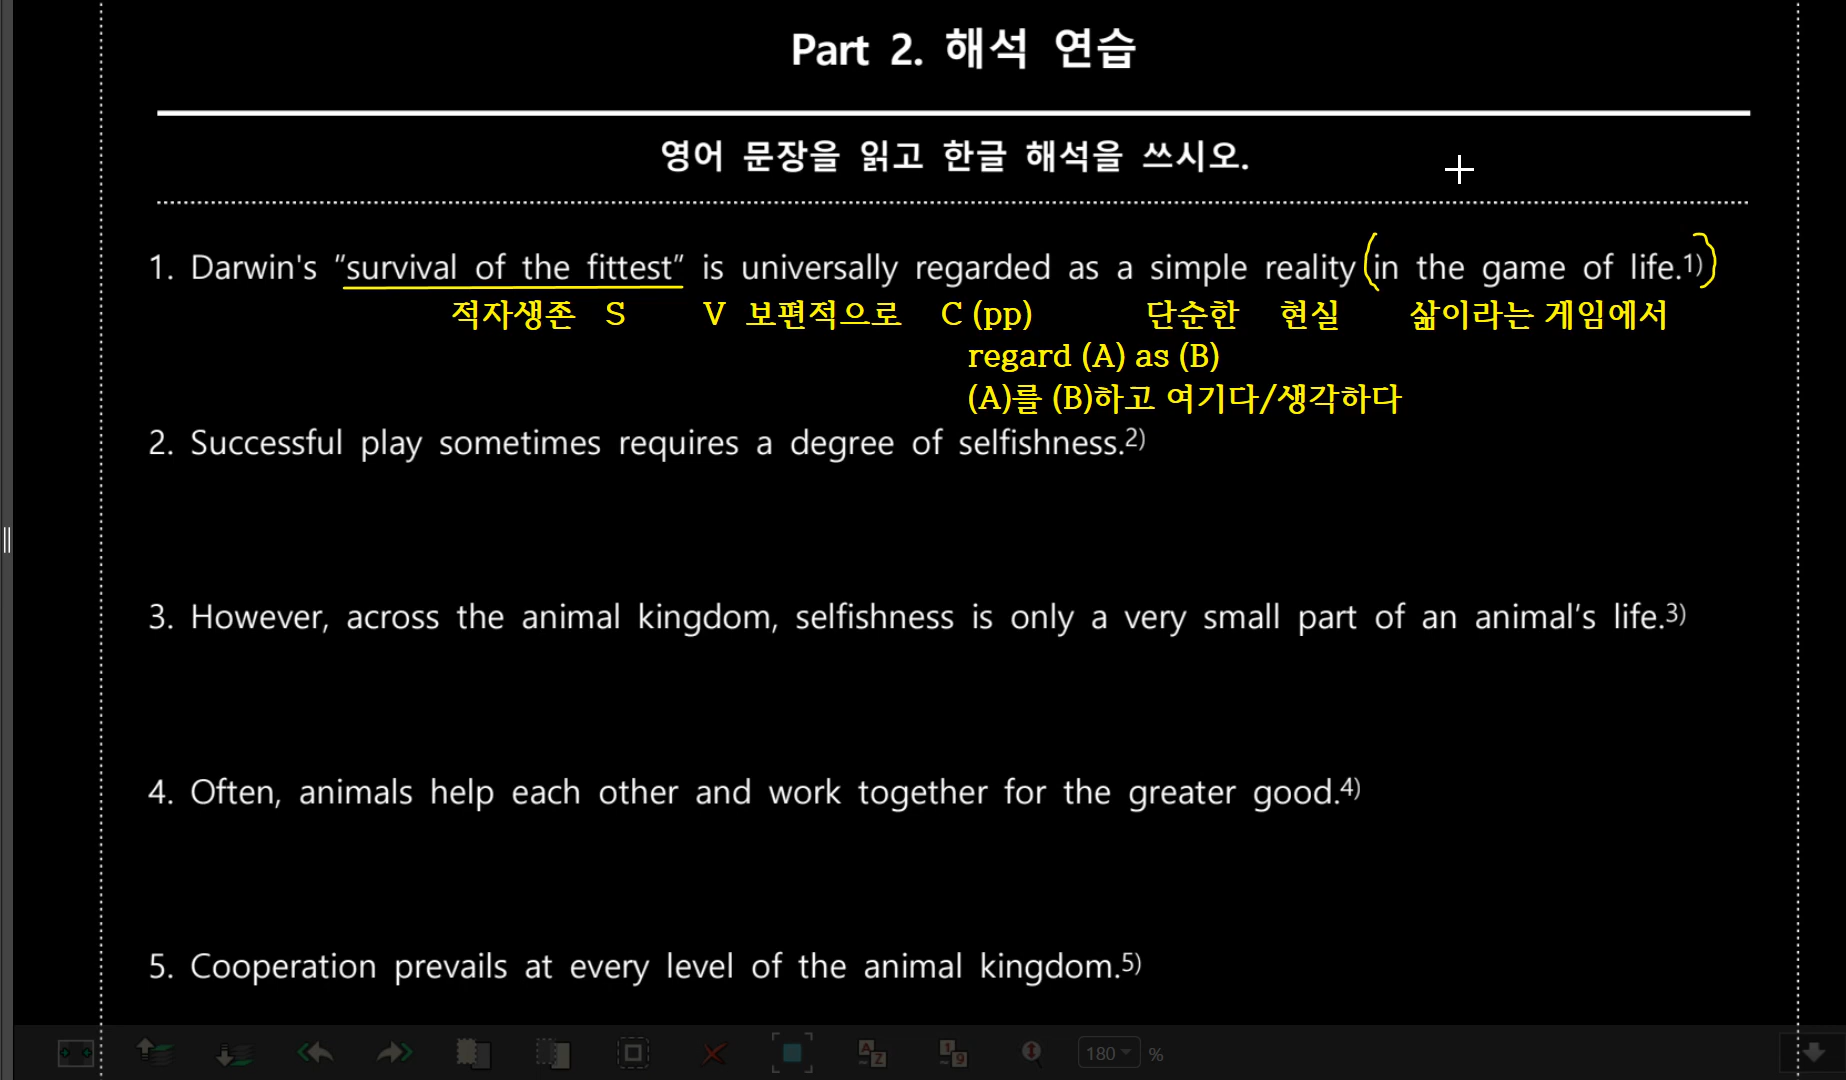 Part 2. 해석 연습
영어 문장을 읽고 한글 해석을 쓰시오.
1. Darwin's “survival of the fittest” is universally regarded as a simple reality (in the game of life.1))
적자생존 S V 보편적으로 C (pp) 단순한 현실 삶이라는 게임에서
regard (A) as (B)
(A)를 (B)하고 여기다/생각하다
2. Successful play sometimes requires a degree of selfishness.2)
3. However, across the animal kingdom, selfishness is only a very small part of an animal’s life.3)
4. Often, animals help each other and work together for the greater good.4)
5. Cooperation prevails at every level of the animal kingdom.5)
180 %